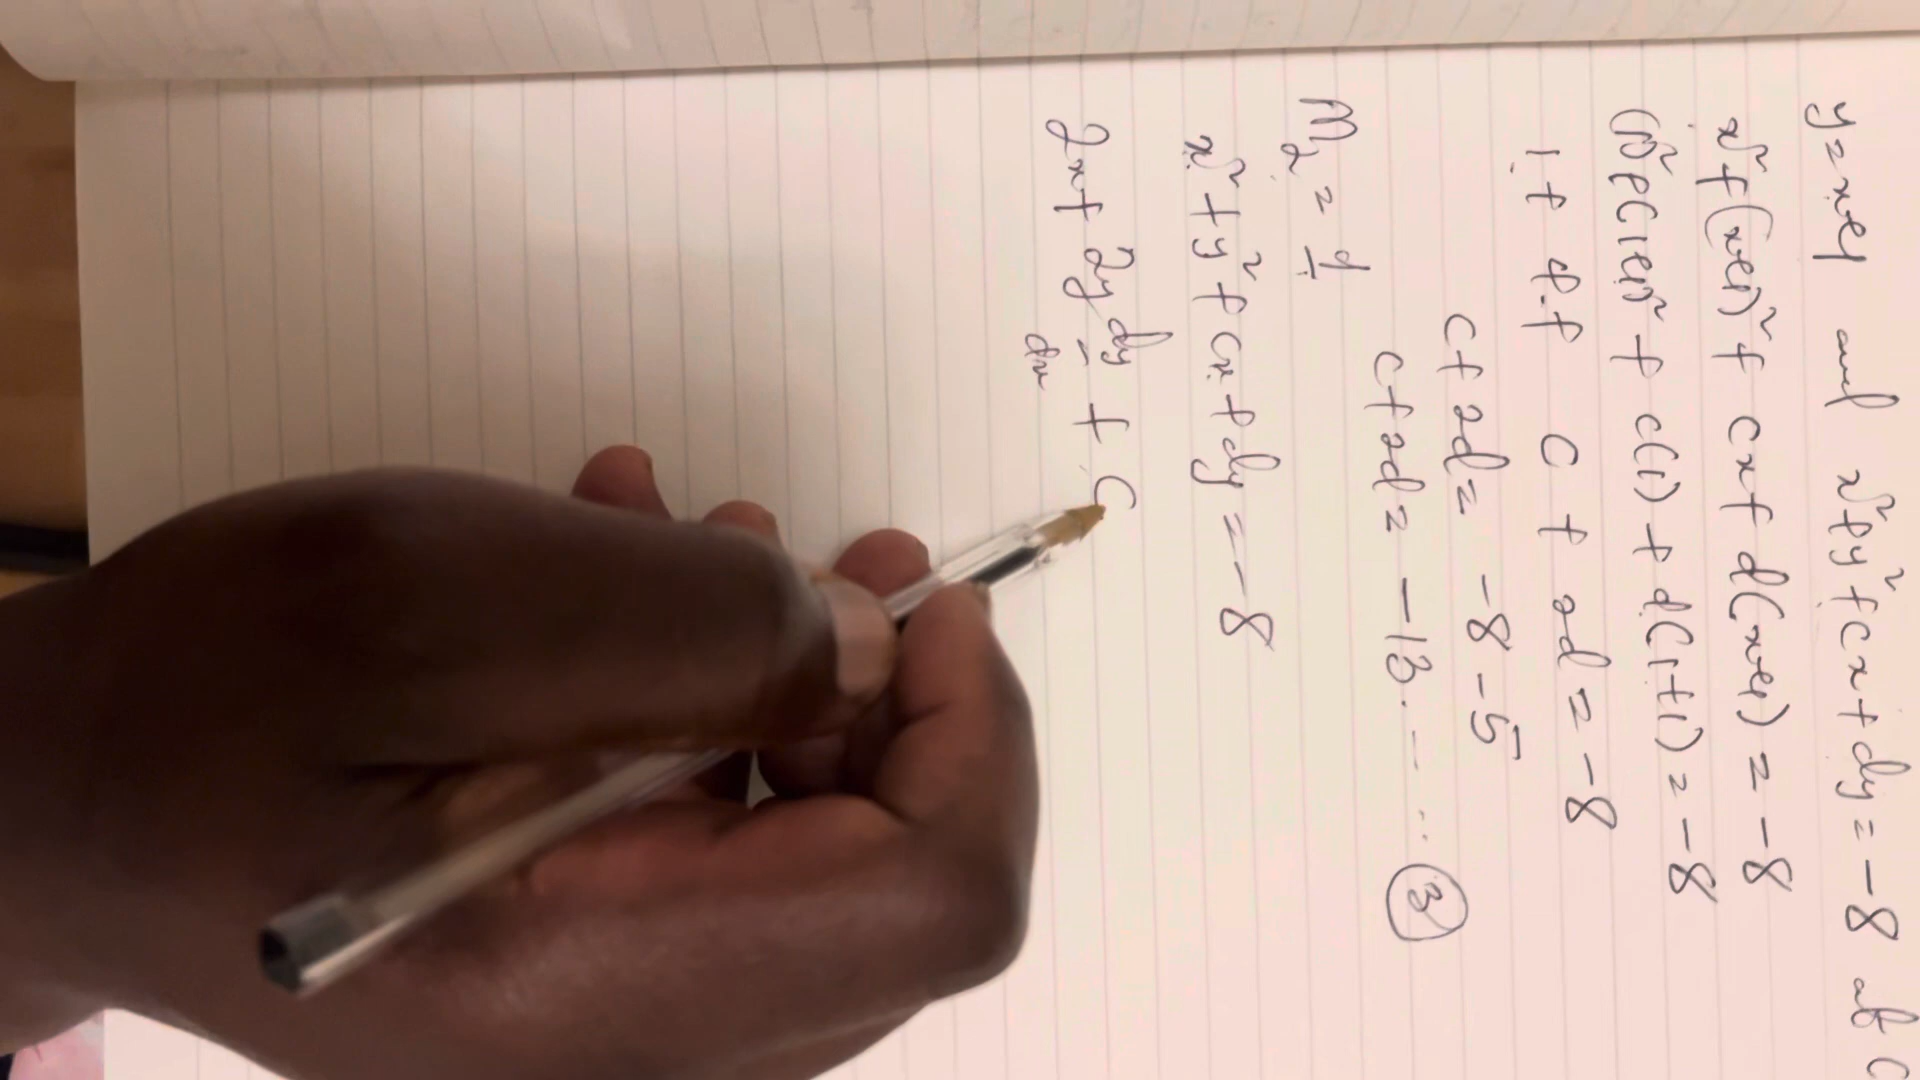 y=x+1 and x²+y²+cx+dy=-8 at (
x²+(x+1)²+cx+d(x+1)=-8
(1)²+(1+1)²+c(1)+d(1+1)=-8
1+4+c+2d=-8
c+2d=-8-5
c+2d=-13......③
M₂=1/1
x²+y²+cx+dy=-8
2x+2y dy/dx + c